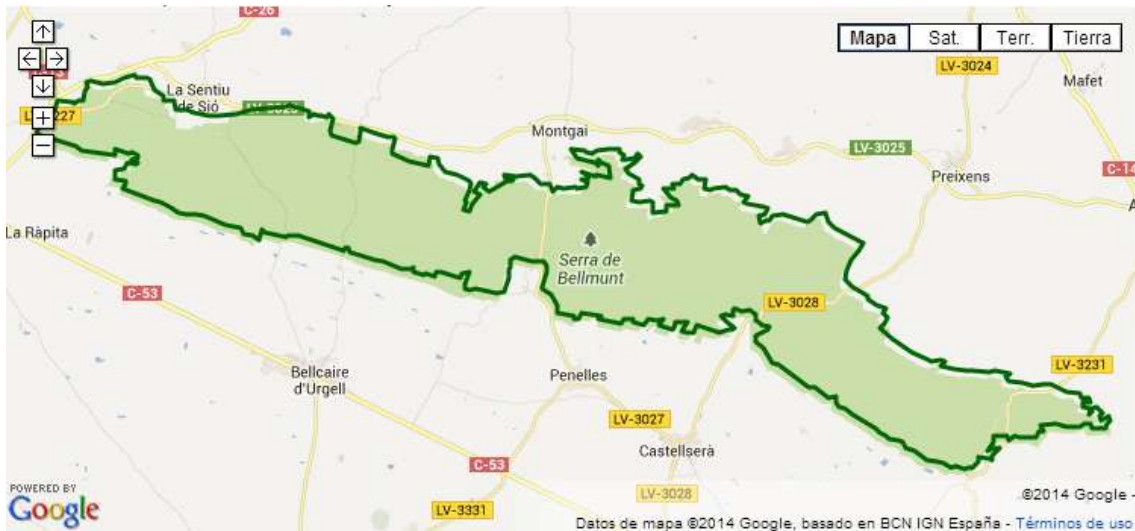 C-26
Mapa
Sat.
Terr.
Tierra
LV-3024
Mafet
C-13
La Sentiu
de Sió
LV-3025
Montgai
LV-3025
Preixens
C-14
La Ràpita
Serra de
Bellmunt
C-53
LV-3028
LV-3231
Bellcaire
d'Urgell
Penelles
LV-3027
Castellserà
C-53
LV-3028
LV-3331
POWERED BY
Google
©2014 Google -
Datos de mapa ©2014 Google, basado en BCN IGN España - Términos de uso